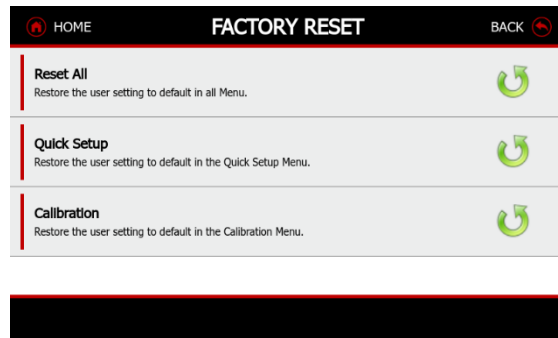 HOME
FACTORY RESET
BACK
Reset All
Restore the user setting to default in all Menu.
Quick Setup
Restore the user setting to default in the Quick Setup Menu.
Calibration
Restore the user setting to default in the Calibration Menu.